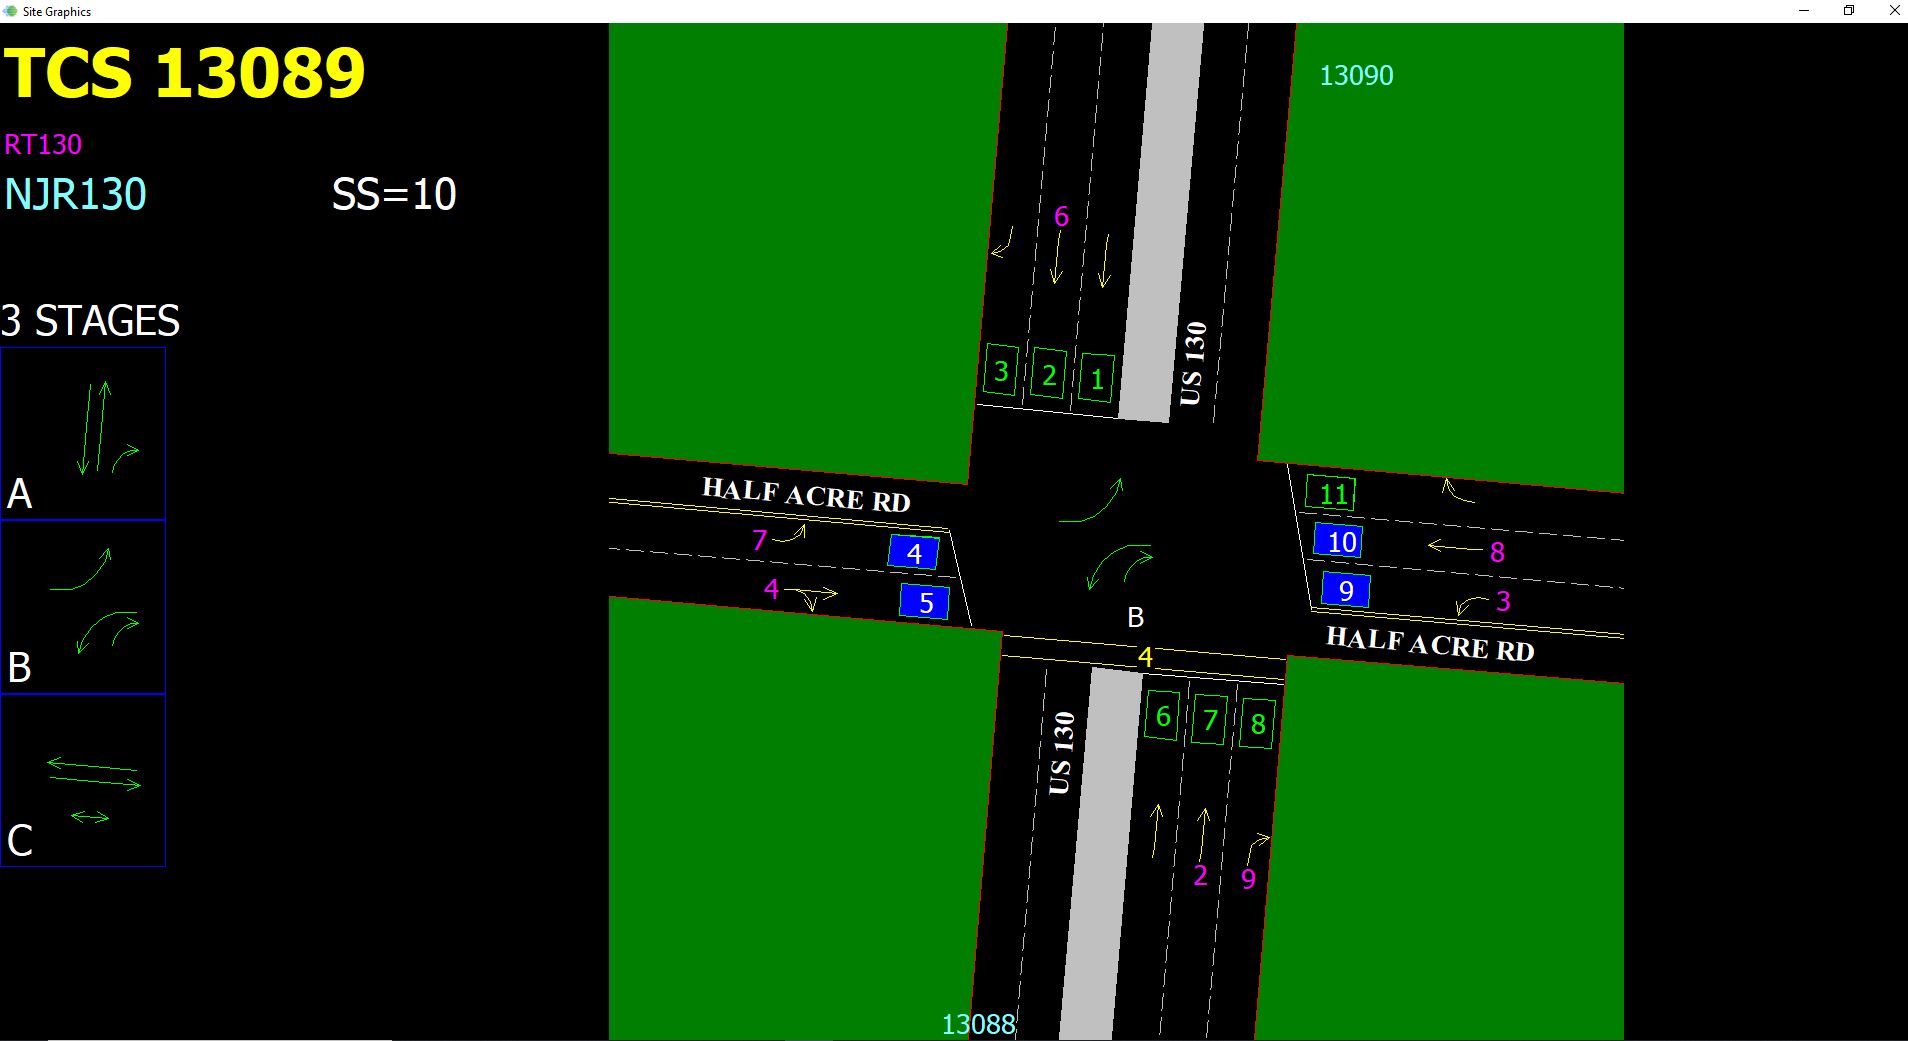 Site Graphics
TCS 13089
RT130
NJR130
SS=10
3 STAGES
A
B
C
13090
6
US 130
3 2 1
HALF ACRE RD
7
4
4
5
11
10
8
9
3
HALF ACRE RD
B
4
6 7 8
US 130
2
9
13088